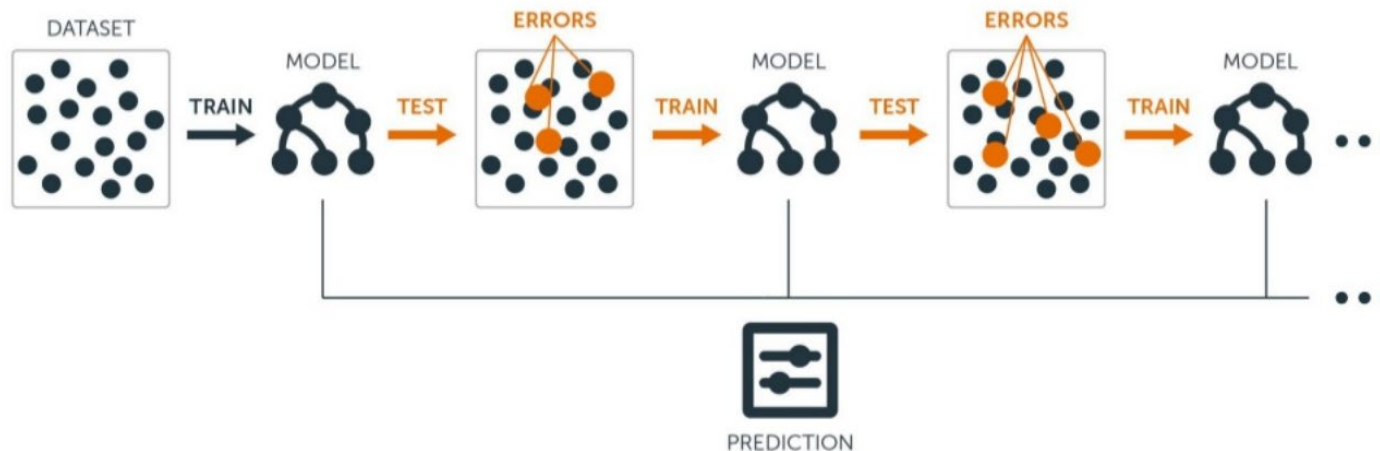 DATASET
TRAIN
MODEL
TEST
ERRORS
TRAIN
MODEL
TEST
ERRORS
TRAIN
MODEL
PREDICTION